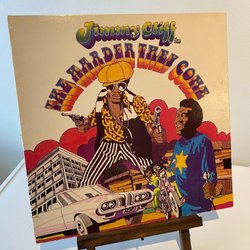 Jimmy Cliff in
THE HARDER THEY COME